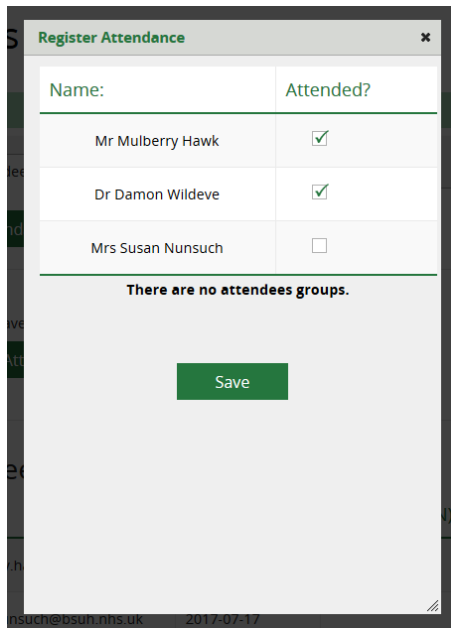 Register Attendance
Name: Attended?
Mr Mulberry Hawk
Dr Damon Wildeve
Mrs Susan Nunsuch
There are no attendees groups.
Save
nsuch@bsuh.nhs.uk 2017-07-17